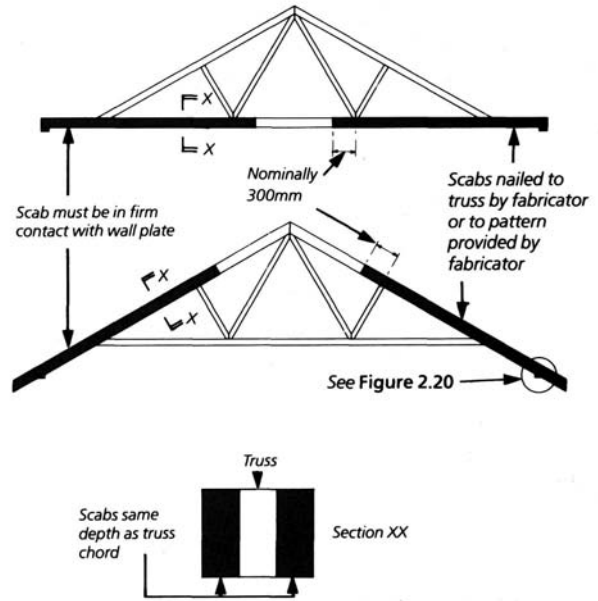 X
X
Nominally
300mm
Scab must be in firm
contact with wall plate
Scabs nailed to
truss by fabricator
or to pattern
provided by
fabricator
X
X
See Figure 2.20
Truss
Scabs same
depth as truss
chord
Section XX